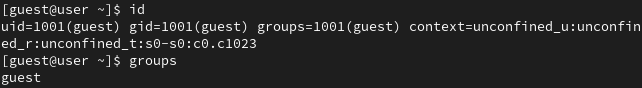 [guest@user ~]$ id
uid=1001(guest) gid=1001(guest) groups=1001(guest) context=unconfined_u:unconfin
ed_r:unconfined_t:s0-s0:c0.c1023
[guest@user ~]$ groups
guest